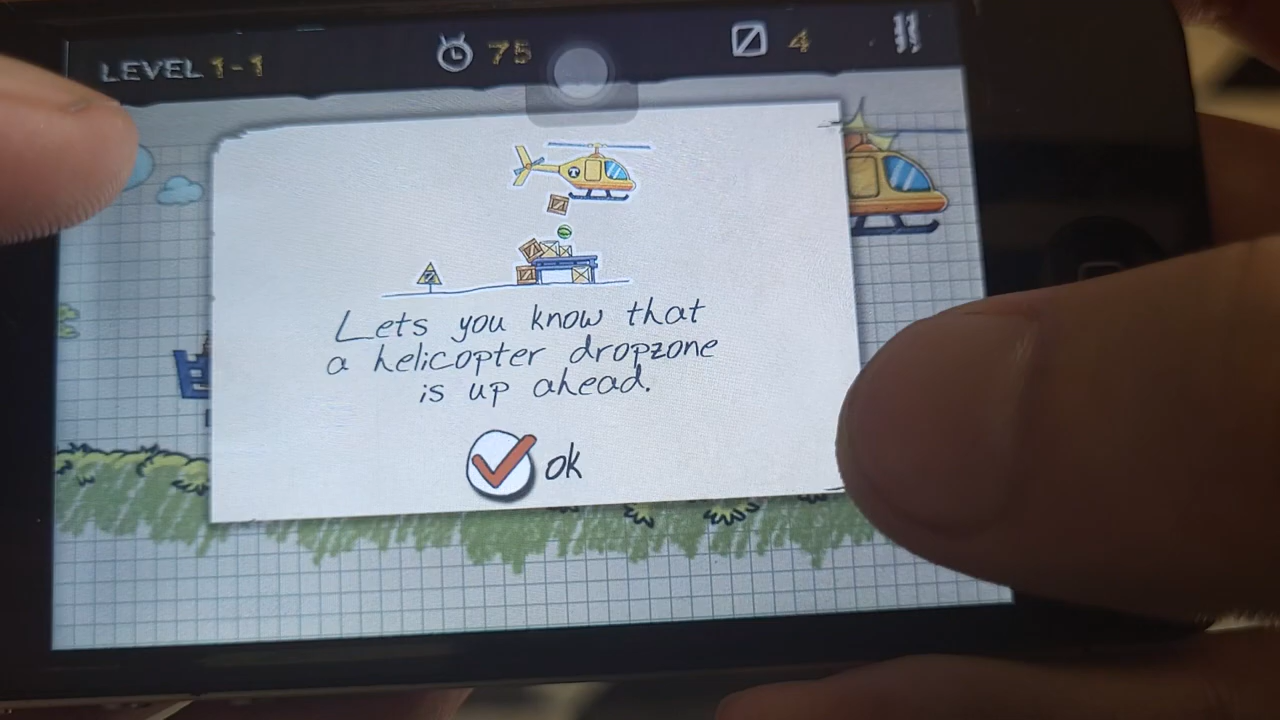 LEVEL 1-1
75
4
Lets you know that
a helicopter dropzone
is up ahead.
ok